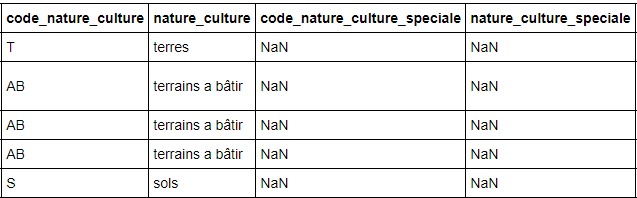 code_nature_culture nature_culture code_nature_culture_speciale nature_culture_speciale
T terres NaN NaN
AB terrains a bâtir NaN NaN
AB terrains a bâtir NaN NaN
AB terrains a bâtir NaN NaN
S sols NaN NaN